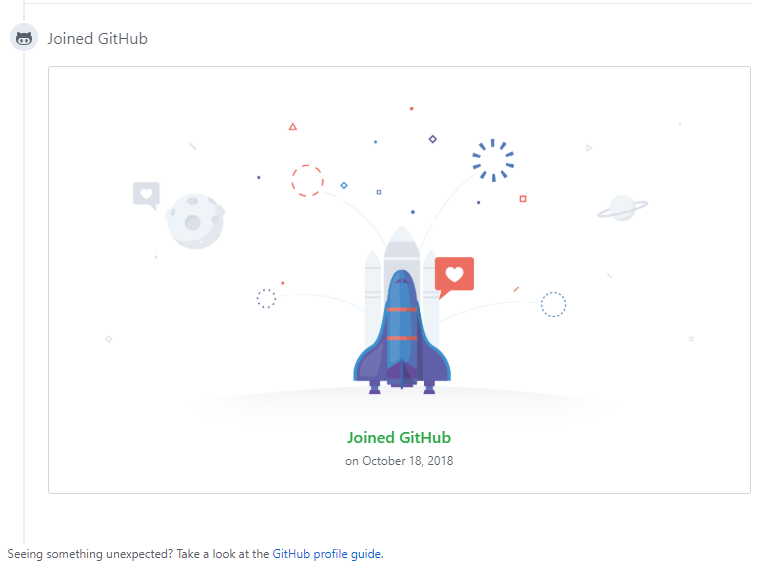 Joined GitHub
Joined GitHub
on October 18, 2018
Seeing something unexpected? Take a look at the GitHub profile guide.